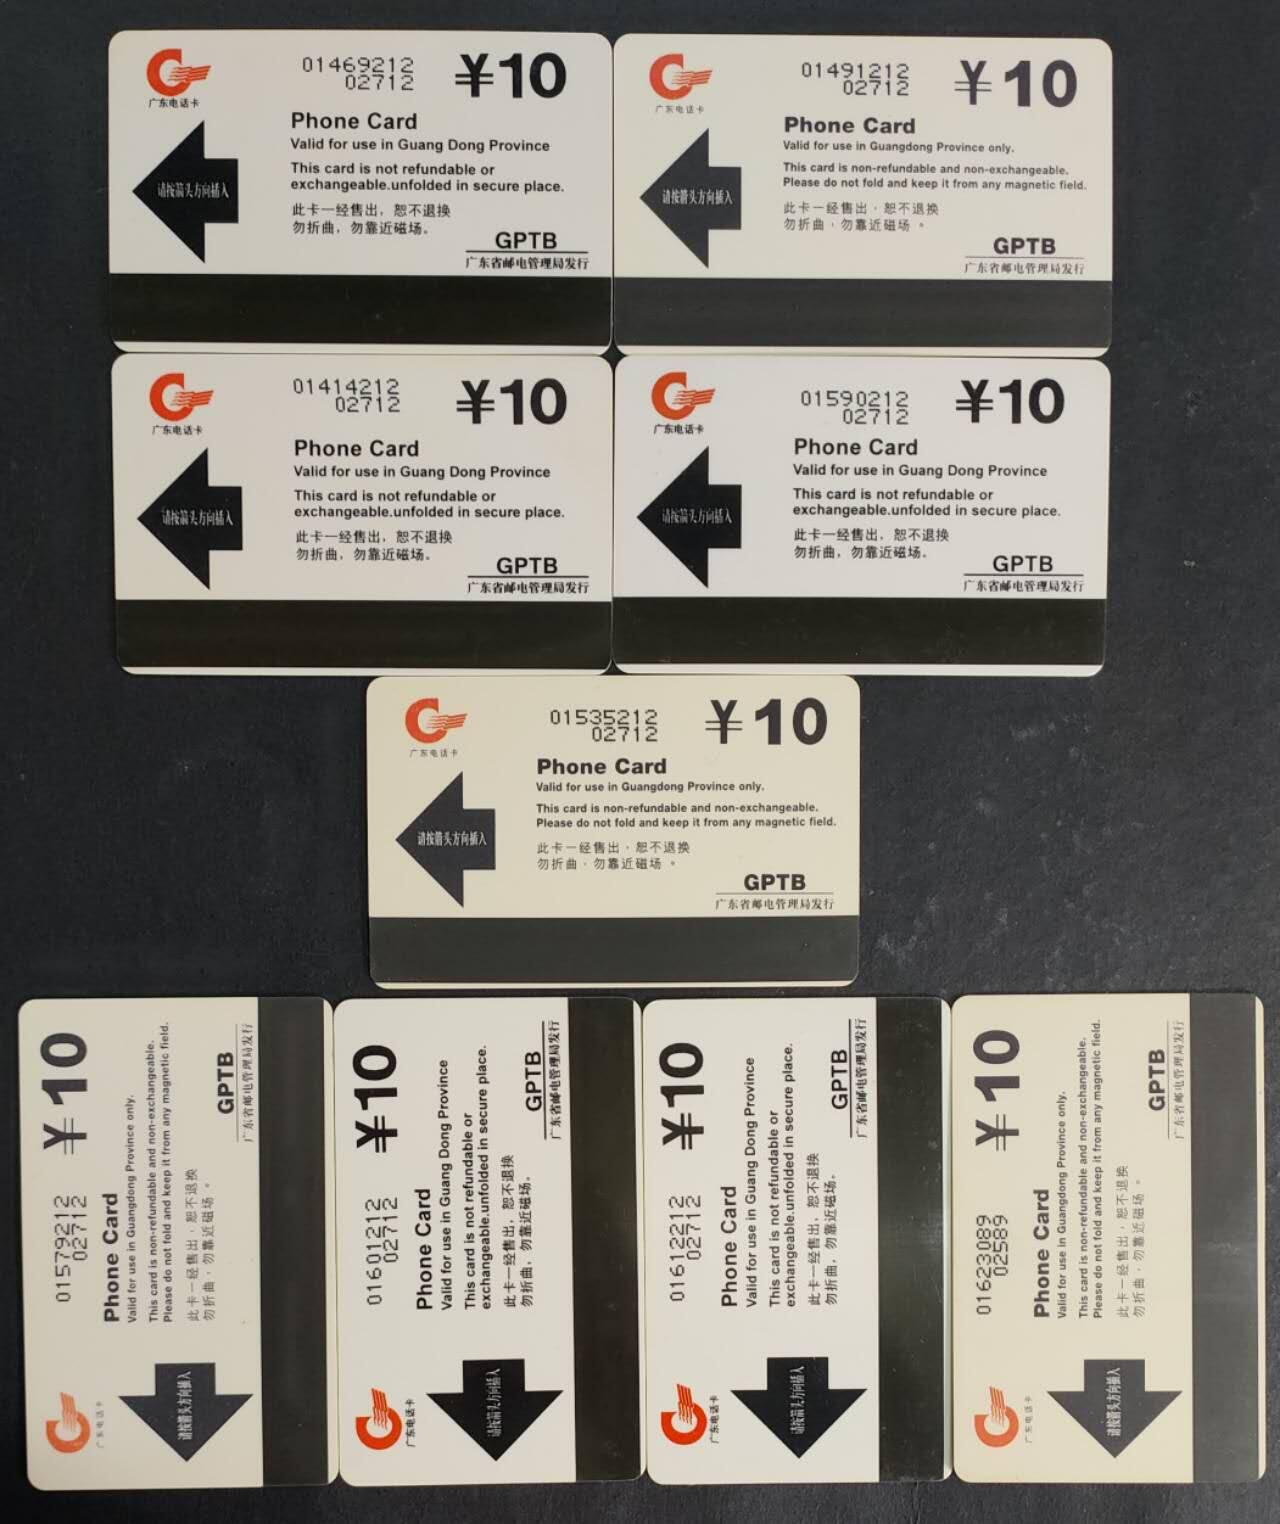 广东电话卡
01469212
02712
¥10
Phone Card
Valid for use in Guang Dong Province
This card is not refundable or
exchangeable.unfolded in secure place.
请按箭头方向插入
此卡一经售出，恕不退换
勿折曲，勿靠近磁场。
GPTB
广东省邮电管理局发行
广东电话卡
01491212
02712
¥10
Phone Card
Valid for use in Guangdong Province only.
This card is non-refundable and non-exchangeable.
Please do not fold and keep it from any magnetic field.
请按箭头方向插入
此卡一经售出，恕不退换
勿折曲，勿靠近磁场。
GPTB
广东省邮电管理局发行
广东电话卡
01414212
02712
¥10
Phone Card
Valid for use in Guang Dong Province
This card is not refundable or
exchangeable.unfolded in secure place.
请按箭头方向插入
此卡一经售出，恕不退换
勿折曲，勿靠近磁场。
GPTB
广东省邮电管理局发行
广东电话卡
01590212
02712
¥10
Phone Card
Valid for use in Guang Dong Province
This card is not refundable or
exchangeable.unfolded in secure place.
请按箭头方向插入
此卡一经售出，恕不退换
勿折曲，勿靠近磁场。
GPTB
广东省邮电管理局发行
广东电话卡
01535212
02712
¥10
Phone Card
Valid for use in Guangdong Province only.
This card is non-refundable and non-exchangeable.
Please do not fold and keep it from any magnetic field.
请按箭头方向插入
此卡一经售出，恕不退换
勿折曲，勿靠近磁场。
GPTB
广东省邮电管理局发行
广东电话卡
01579212
02712
¥10
Phone Card
Valid for use in Guangdong Province only.
This card is non-refundable and non-exchangeable.
Please do not fold and keep it from any magnetic field.
请按箭头方向插入
此卡一经售出，恕不退换
勿折曲，勿靠近磁场。
GPTB
广东省邮电管理局发行
广东电话卡
01601212
02712
¥10
Phone Card
Valid for use in Guang Dong Province
This card is not refundable or
exchangeable.unfolded in secure place.
请按箭头方向插入
此卡一经售出，恕不退换
勿折曲，勿靠近磁场。
GPTB
广东省邮电管理局发行
广东电话卡
01612212
02712
¥10
Phone Card
Valid for use in Guang Dong Province
This card is not refundable or
exchangeable.unfolded in secure place.
请按箭头方向插入
此卡一经售出，恕不退换
勿折曲，勿靠近磁场。
GPTB
广东省邮电管理局发行
广东电话卡
01623089
02589
¥10
Phone Card
Valid for use in Guangdong Province only.
This card is non-refundable and non-exchangeable.
Please do not fold and keep it from any magnetic field.
请按箭头方向插入
此卡一经售出，恕不退换
勿折曲，勿靠近磁场。
GPTB
广东省邮电管理局发行